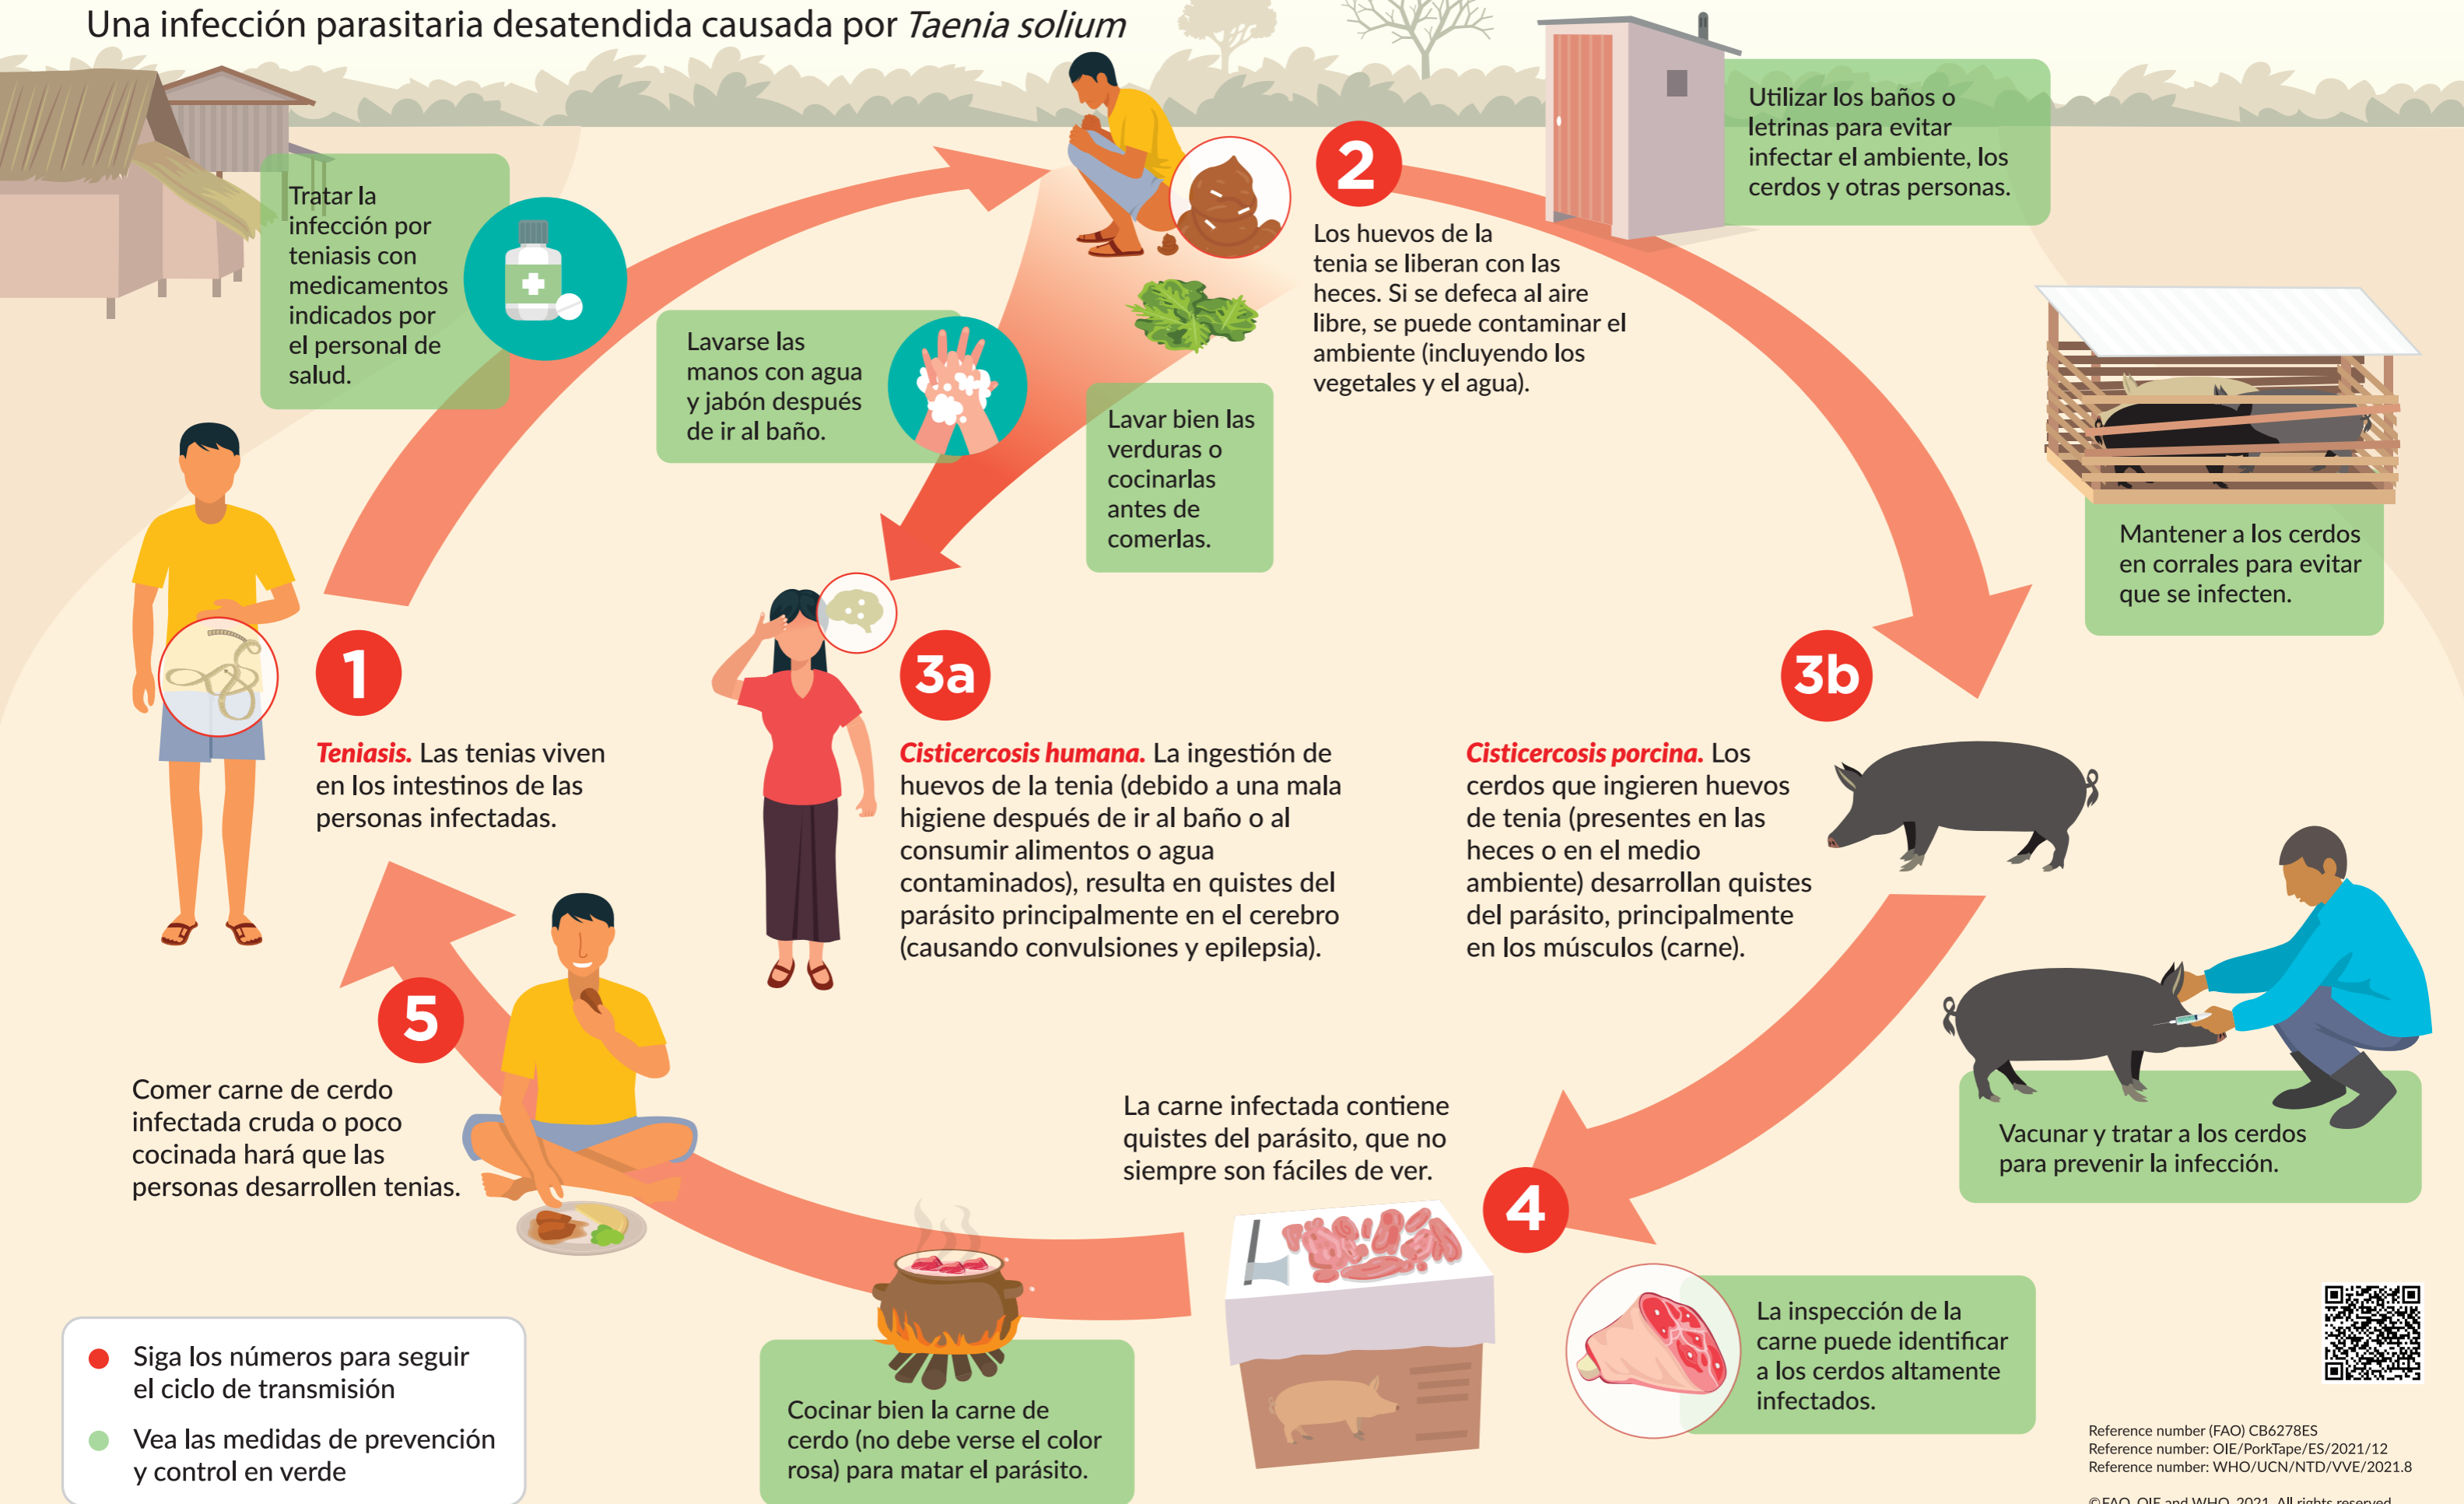 Una infección parasitaria desatendida causada por Taenia solium
Tratar la
infección por
teniasis con
medicamentos
indicados por
el personal de
salud.
Lavarse las
manos con agua
y jabón después
de ir al baño.
Lavar bien las
verduras o
cocinarlas
antes de
comerlas.
2
Los huevos de la
tenia se liberan con las
heces. Si se defeca al aire
libre, se puede contaminar el
ambiente (incluyendo los
vegetales y el agua).
Utilizar los baños o
letrinas para evitar
infectar el ambiente, los
cerdos y otras personas.
Mantener a los cerdos
en corrales para evitar
que se infecten.
1
Teniasis. Las tenias viven
en los intestinos de las
personas infectadas.
3a
Cisticercosis humana. La ingestión de
huevos de la tenia (debido a una mala
higiene después de ir al baño o al
consumir alimentos o agua
contaminados), resulta en quistes del
parásito principalmente en el cerebro
(causando convulsiones y epilepsia).
3b
Cisticercosis porcina. Los
cerdos que ingieren huevos
de tenia (presentes en las
heces o en el medio
ambiente) desarrollan quistes
del parásito, principalmente
en los músculos (carne).
Vacunar y tratar a los cerdos
para prevenir la infección.
4
La carne infectada contiene
quistes del parásito, que no
siempre son fáciles de ver.
La inspección de la
carne puede identificar
a los cerdos altamente
infectados.
5
Comer carne de cerdo
infectada cruda o poco
cocinada hará que las
personas desarrollen tenias.
Cocinar bien la carne de
cerdo (no debe verse el color
rosa) para matar el parásito.
Siga los números para seguir
el ciclo de transmisión
Vea las medidas de prevención
y control en verde
Reference number (FAO) CB6278ES
Reference number: OIE/PorkTape/ES/2021/12
Reference number: WHO/UCN/NTD/VVE/2021.8
©FAO, OIE and WHO, 2021. All rights reserved